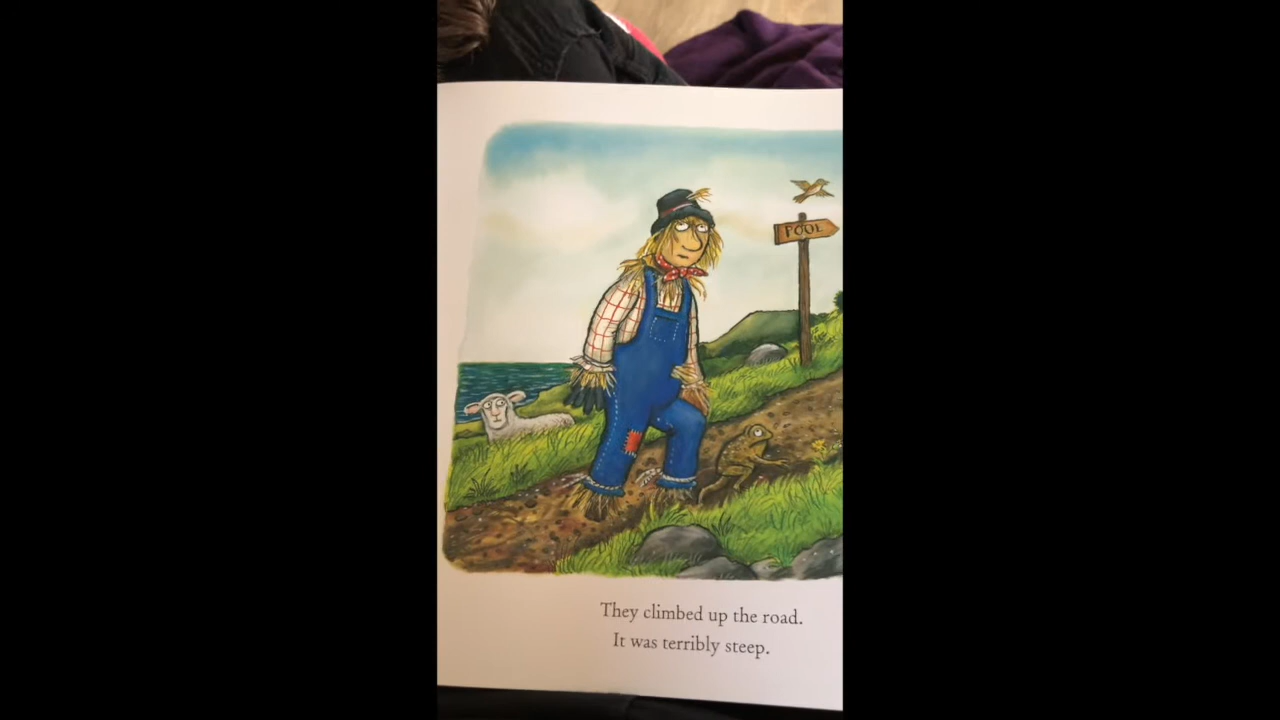 POOL
They climbed up the road.
It was terribly steep.